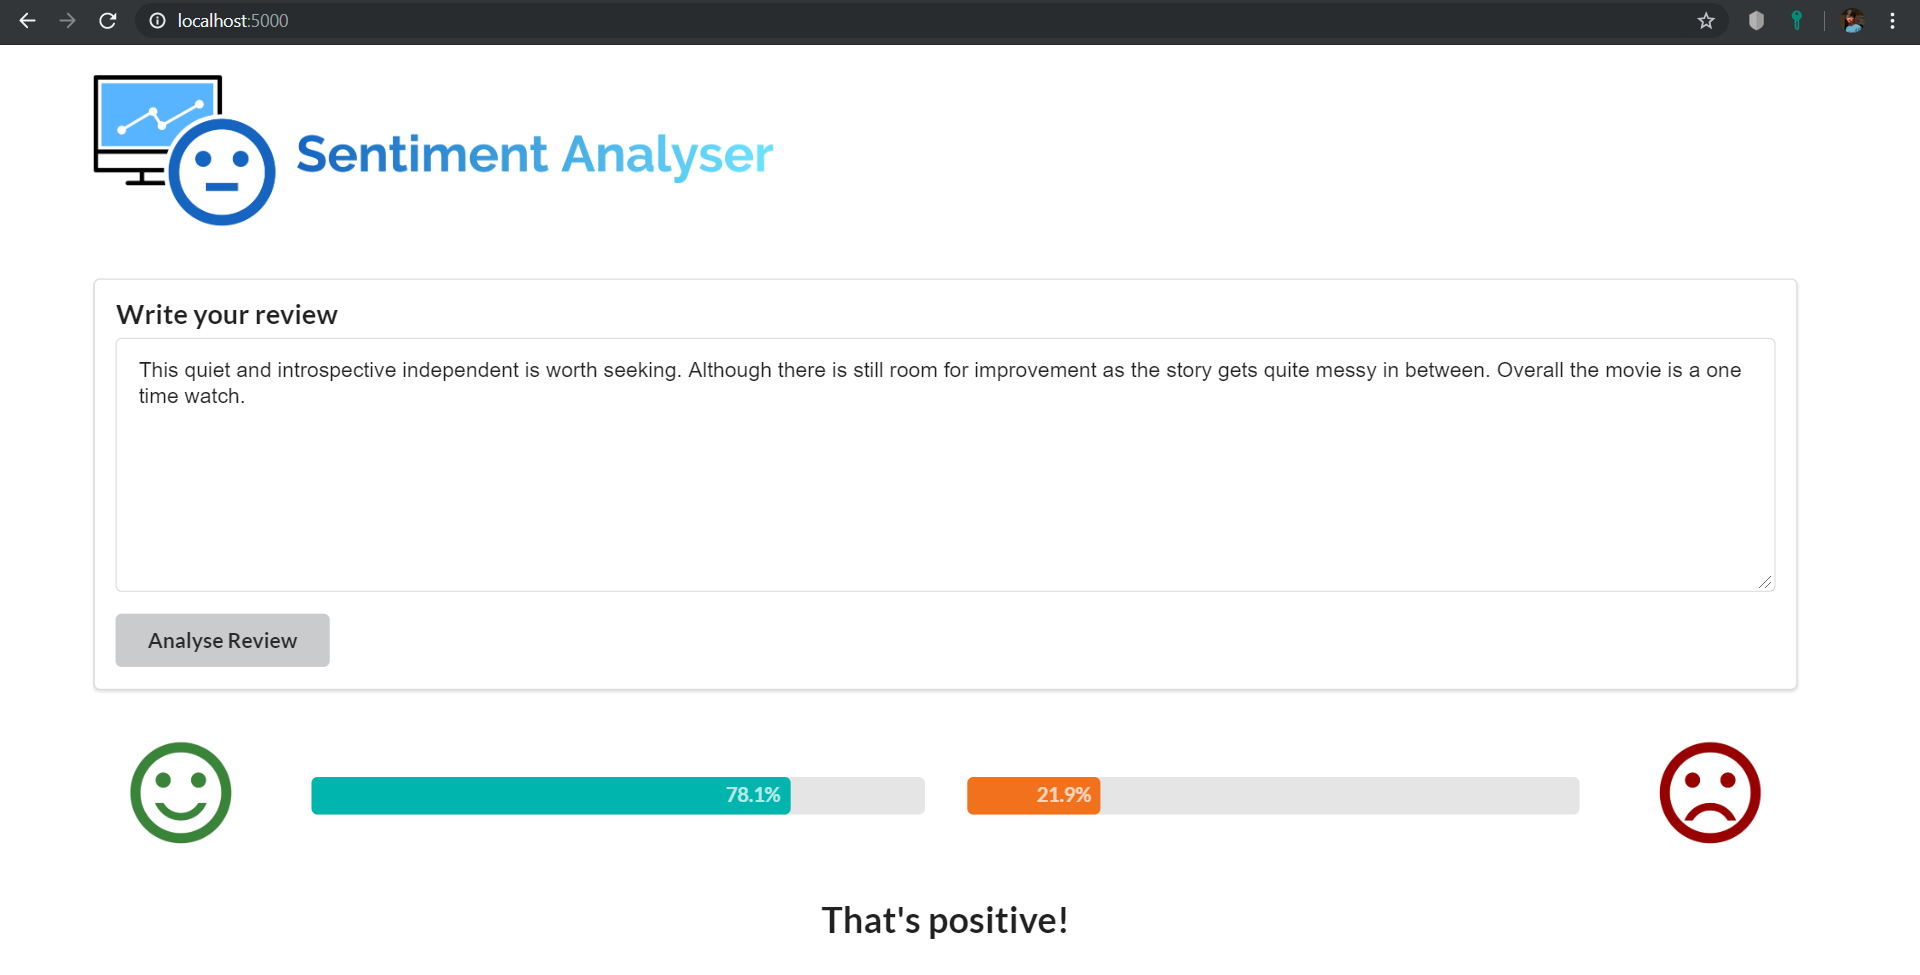 localhost:5000
Sentiment Analyser
Write your review
This quiet and introspective independent is worth seeking. Although there is still room for improvement as the story gets quite messy in between. Overall the movie is a one
time watch.
Analyse Review
78.1%
21.9%
That's positive!